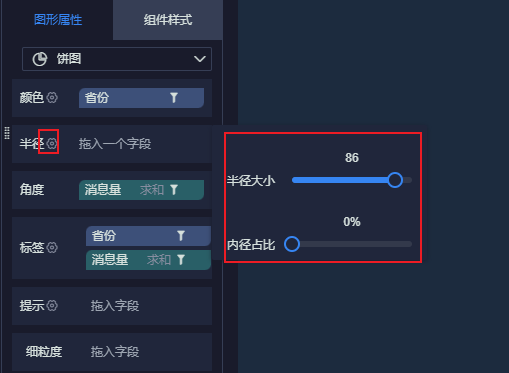 图形属性 组件样式
饼图
颜色 省份
半径 拖入一个字段
86
半径大小
0%
内径占比
角度 消息量 求和
标签 省份
消息量 求和
提示 拖入字段
细粒度 拖入字段